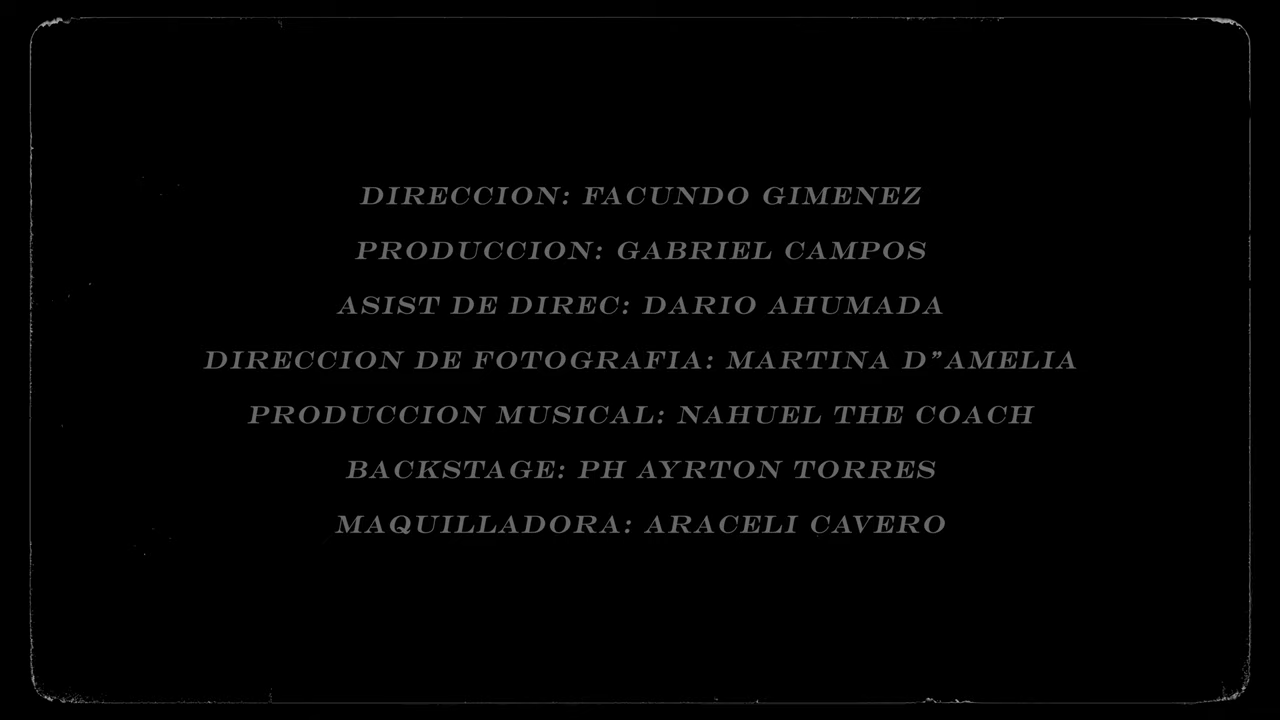 DIRECCION: FACUNDO GIMENEZ
PRODUCCION: GABRIEL CAMPOS
ASIST DE DIREC: DARIO AHUMADA
DIRECCION DE FOTOGRAFIA: MARTINA D”AMELIA
PRODUCCION MUSICAL: NAHUEL THE COACH
BACKSTAGE: PH AYRTON TORRES
MAQUILLADORA: ARACELI CAVERO